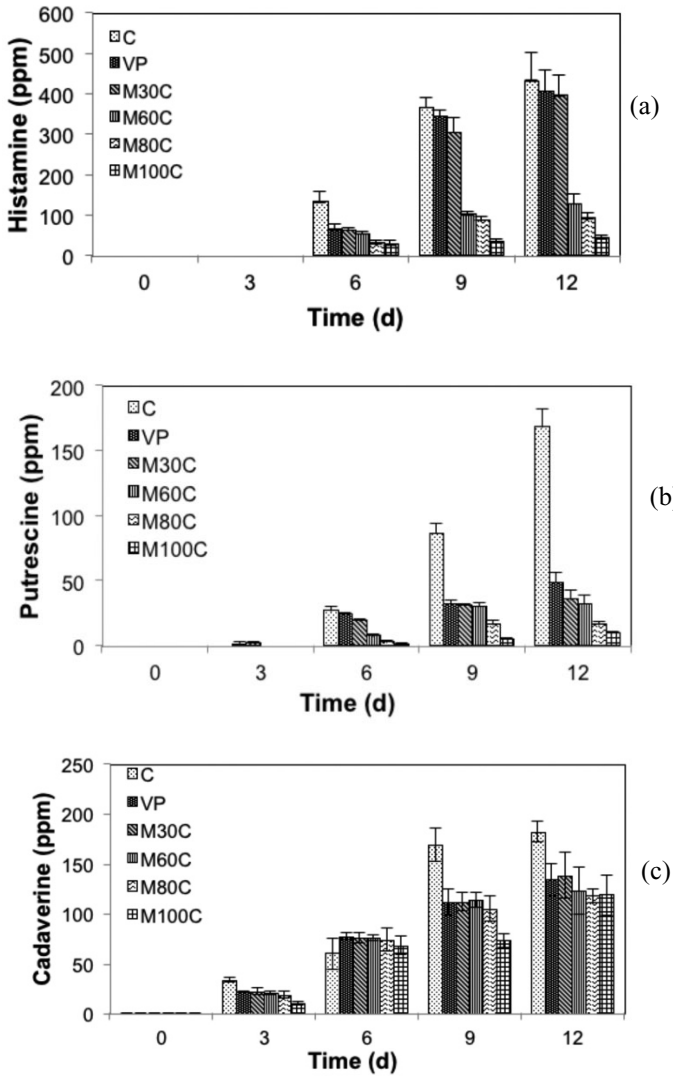 600
500
400
300
200
100
0
Histamine (ppm)
C
VP
M30C
M60C
M80C
M100C
0 3 6 9 12
Time (d)
(a)
200
150
100
50
0
Putrescine (ppm)
C
VP
M30C
M60C
M80C
M100C
0 3 6 9 12
Time (d)
(b)
250
200
150
100
50
0
Cadaverine (ppm)
C
VP
M30C
M60C
M80C
M100C
0 3 6 9 12
Time (d)
(c)